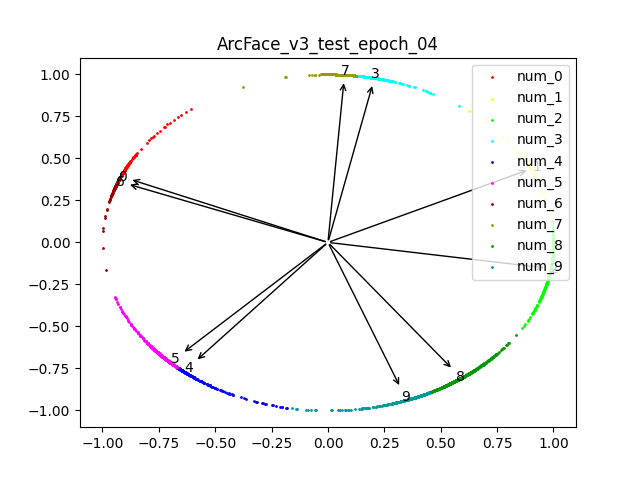 ArcFace_v3_test_epoch_04
1.00
0.75
0.50
0.25
0.00
−0.25
−0.50
−0.75
−1.00
−1.00 −0.75 −0.50 −0.25 0.00 0.25 0.50 0.75 1.00
7 3
0
6
5
4
9
8
1
num_0
num_1
num_2
num_3
num_4
num_5
num_6
num_7
num_8
num_9